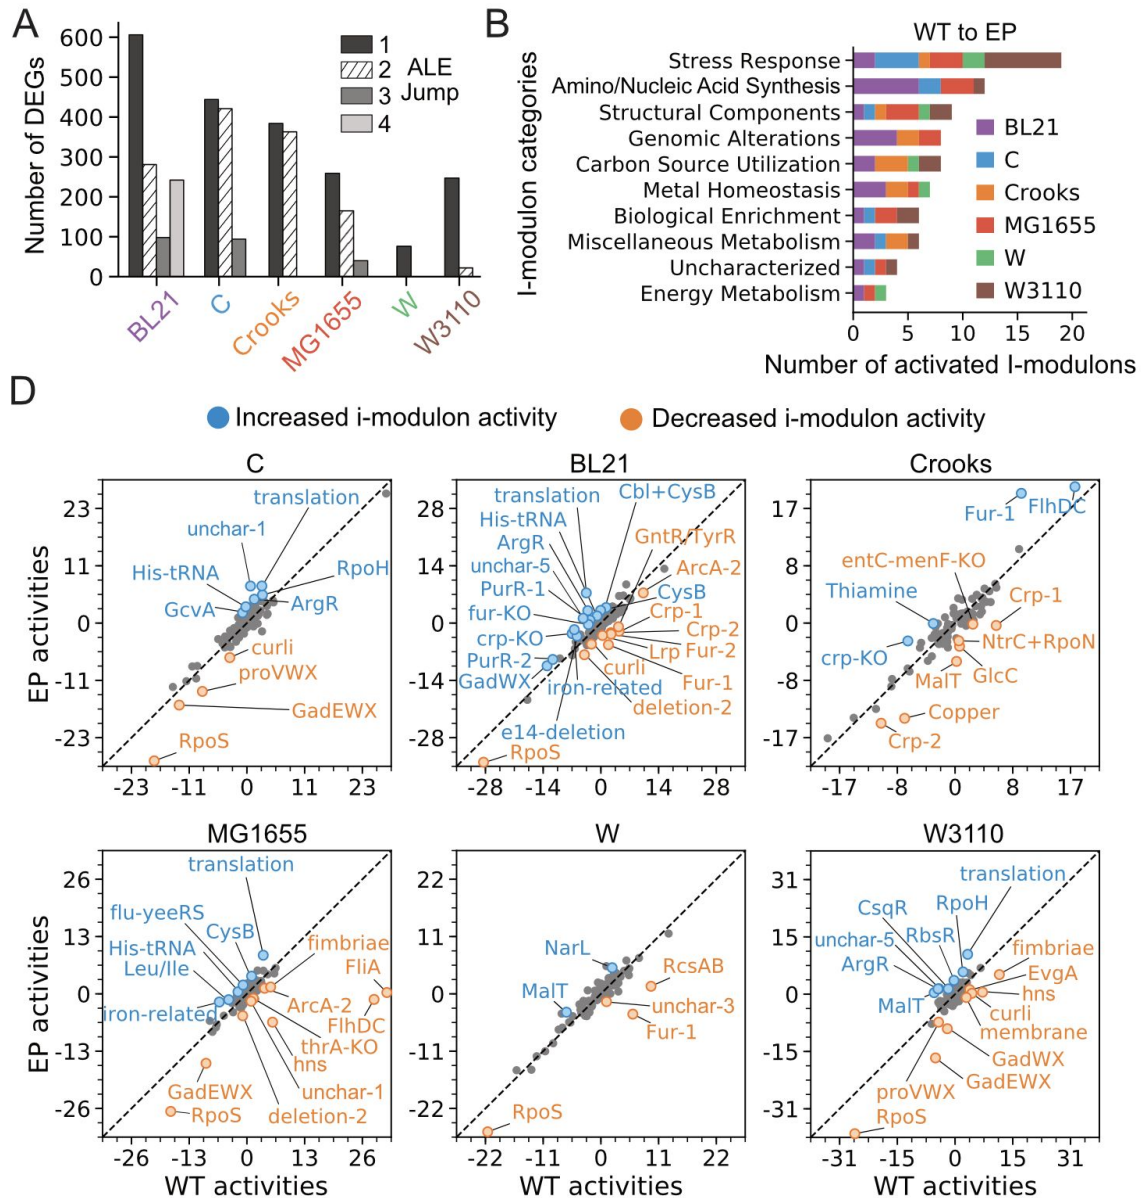 A
Number of DEGs
600
500
400
300
200
100
0
1
2
3
4
ALE
Jump
BL21
C
Crooks
MG1655
W
W3110
B
WT to EP
I-modulon categories
Stress Response
Amino/Nucleic Acid Synthesis
Structural Components
Genomic Alterations
Carbon Source Utilization
Metal Homeostasis
Biological Enrichment
Miscellaneous Metabolism
Uncharacterized
Energy Metabolism
BL21
C
Crooks
MG1655
W
W3110
0 5 10 15 20
Number of activated I-modulons
D
Increased i-modulon activity
Decreased i-modulon activity
C
EP activities
23
11
0
-11
-23
translation
unchar-1
His-tRNA
RpoH
GcvA
ArgR
curli
proVWX
GadEWX
RpoS
-23 -11 0 11 23
BL21
28
14
0
-14
-28
translation
Cbl+CysB
His-tRNA
GntR/TyrR
ArgR
unchar-5
ArcA-2
PurR-1
CysB
fur-KO
Crp-1
crp-KO
Crp-2
Lrp
Fur-2
PurR-2
curli
GadWX
iron-related
Fur-1
deletion-2
e14-deletion
RpoS
-28 -14 0 14 28
Crooks
17
8
0
-8
-17
Fur-1
FlhDC
entC-menF-KO
Thiamine
Crp-1
crp-KO
NtrC+RpoN
MalT
GlcC
Copper
Crp-2
-17 -8 0 8 17
MG1655
EP activities
26
13
0
-13
-26
translation
flu-yeeRS
CysB
His-tRNA
fimbriae
Leu/Ile
FliA
iron-related
ArcA-2
FlhDC
thrA-KO
hns
GadEWX
unchar-1
RpoS
deletion-2
-26 -13 0 13 26
WT activities
W
22
11
0
-11
-22
NarL
RcsAB
MalT
unchar-3
Fur-1
RpoS
-22 -11 0 11 22
WT activities
W3110
31
15
0
-15
-31
translation
CsqR
RpoH
unchar-5
RbsR
fimbriae
ArgR
EvgA
MalT
hns
curli
membrane
GadWX
proVWX
GadEWX
RpoS
-31 -15 0 15 31
WT activities